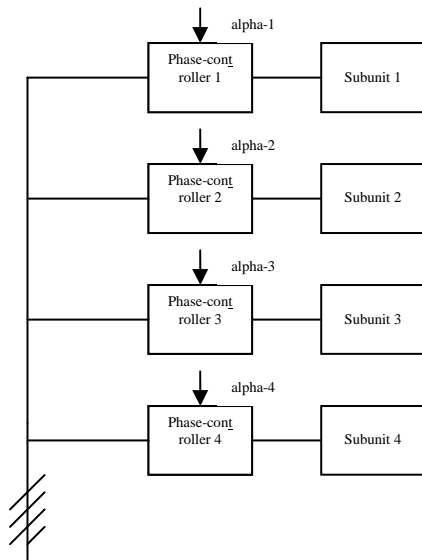 alpha-1
Phase-cont
roller 1
Subunit 1
alpha-2
Phase-cont
roller 2
Subunit 2
alpha-3
Phase-cont
roller 3
Subunit 3
alpha-4
Phase-cont
roller 4
Subunit 4